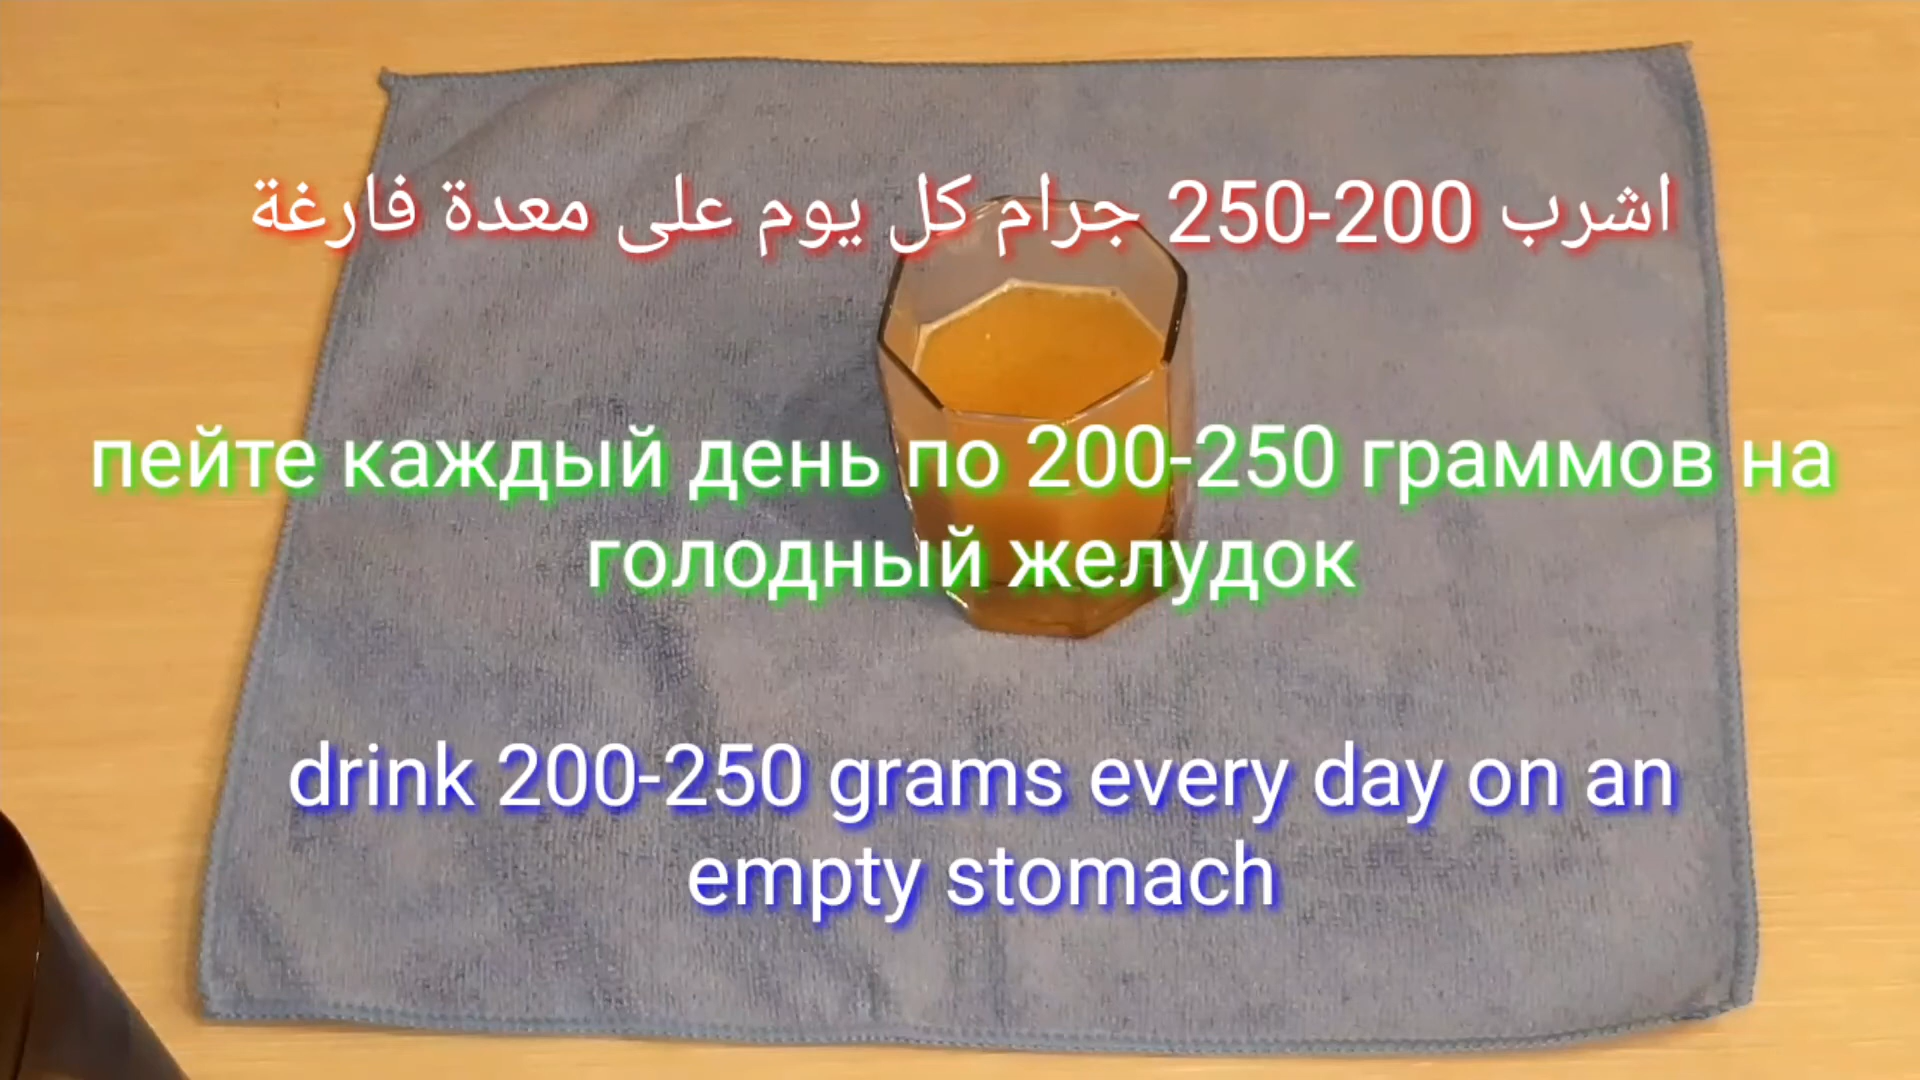 اشرب 200-250 جرام كل يوم على معدة فارغة
пейте каждый день по 200-250 граммов на
голодный желудок
drink 200-250 grams every day on an
empty stomach